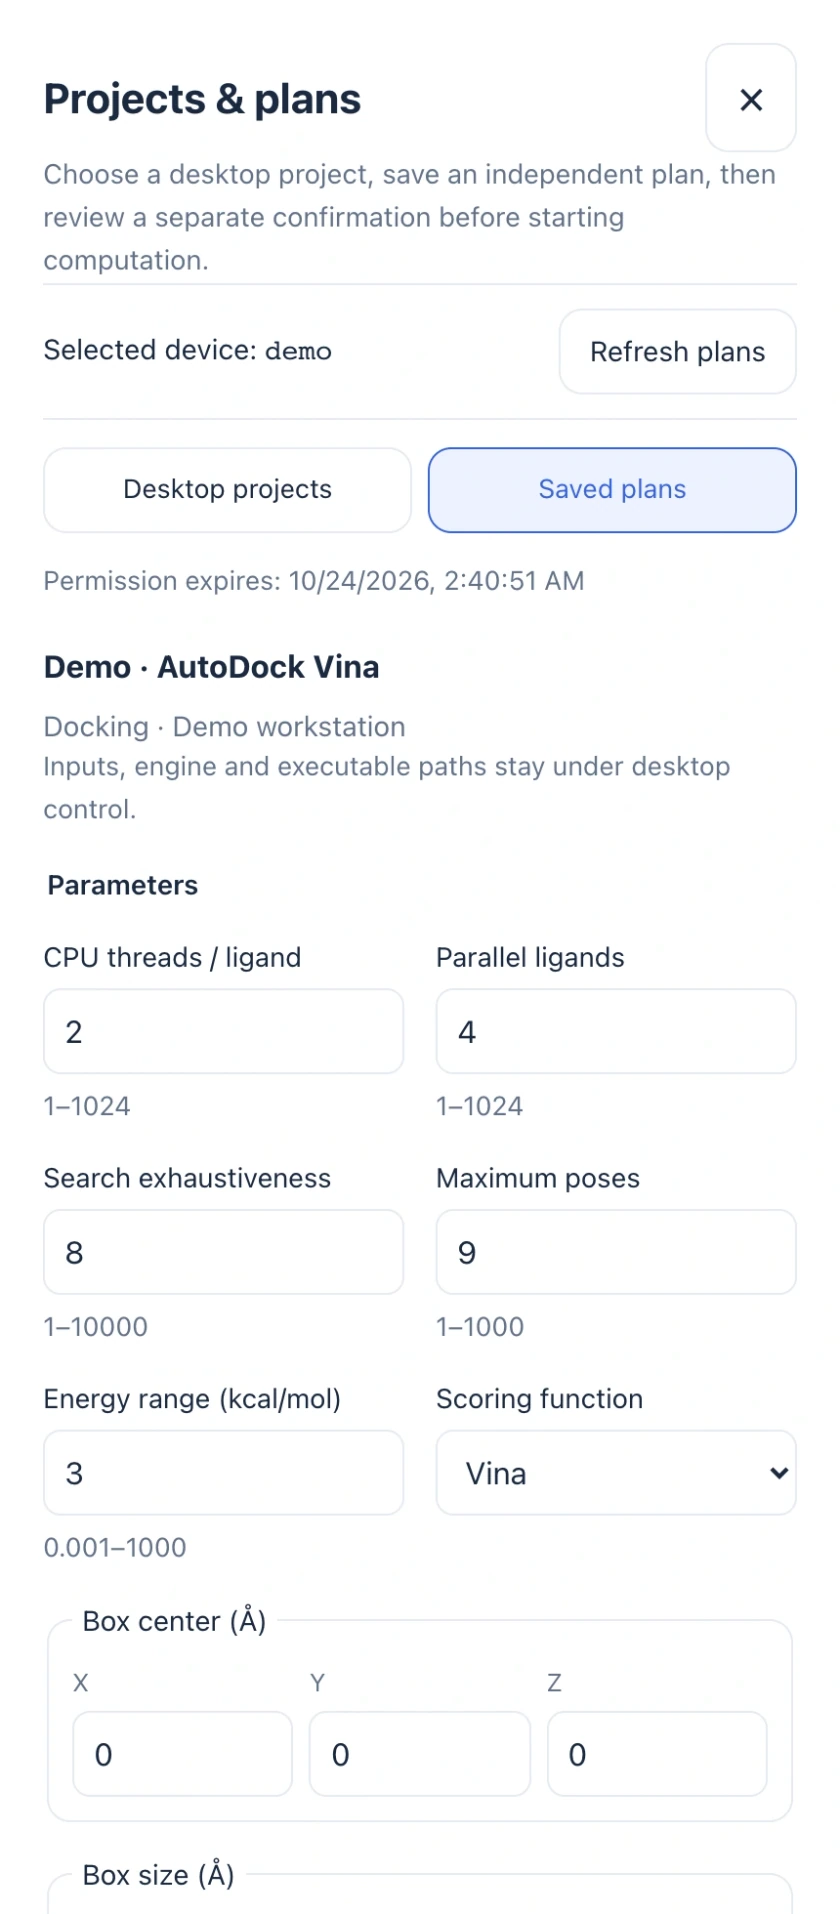 Projects & plans
×
Choose a desktop project, save an independent plan, then
review a separate confirmation before starting
computation.
Selected device: demo
Refresh plans
Desktop projects
Saved plans
Permission expires: 10/24/2026, 2:40:51 AM
Demo · AutoDock Vina
Docking · Demo workstation
Inputs, engine and executable paths stay under desktop
control.
Parameters
CPU threads / ligand
Parallel ligands
2
4
1–1024
1–1024
Search exhaustiveness
Maximum poses
8
9
1–10000
1–1000
Energy range (kcal/mol)
Scoring function
3
Vina
0.001–1000
Box center (Å)
X
Y
Z
0
0
0
Box size (Å)